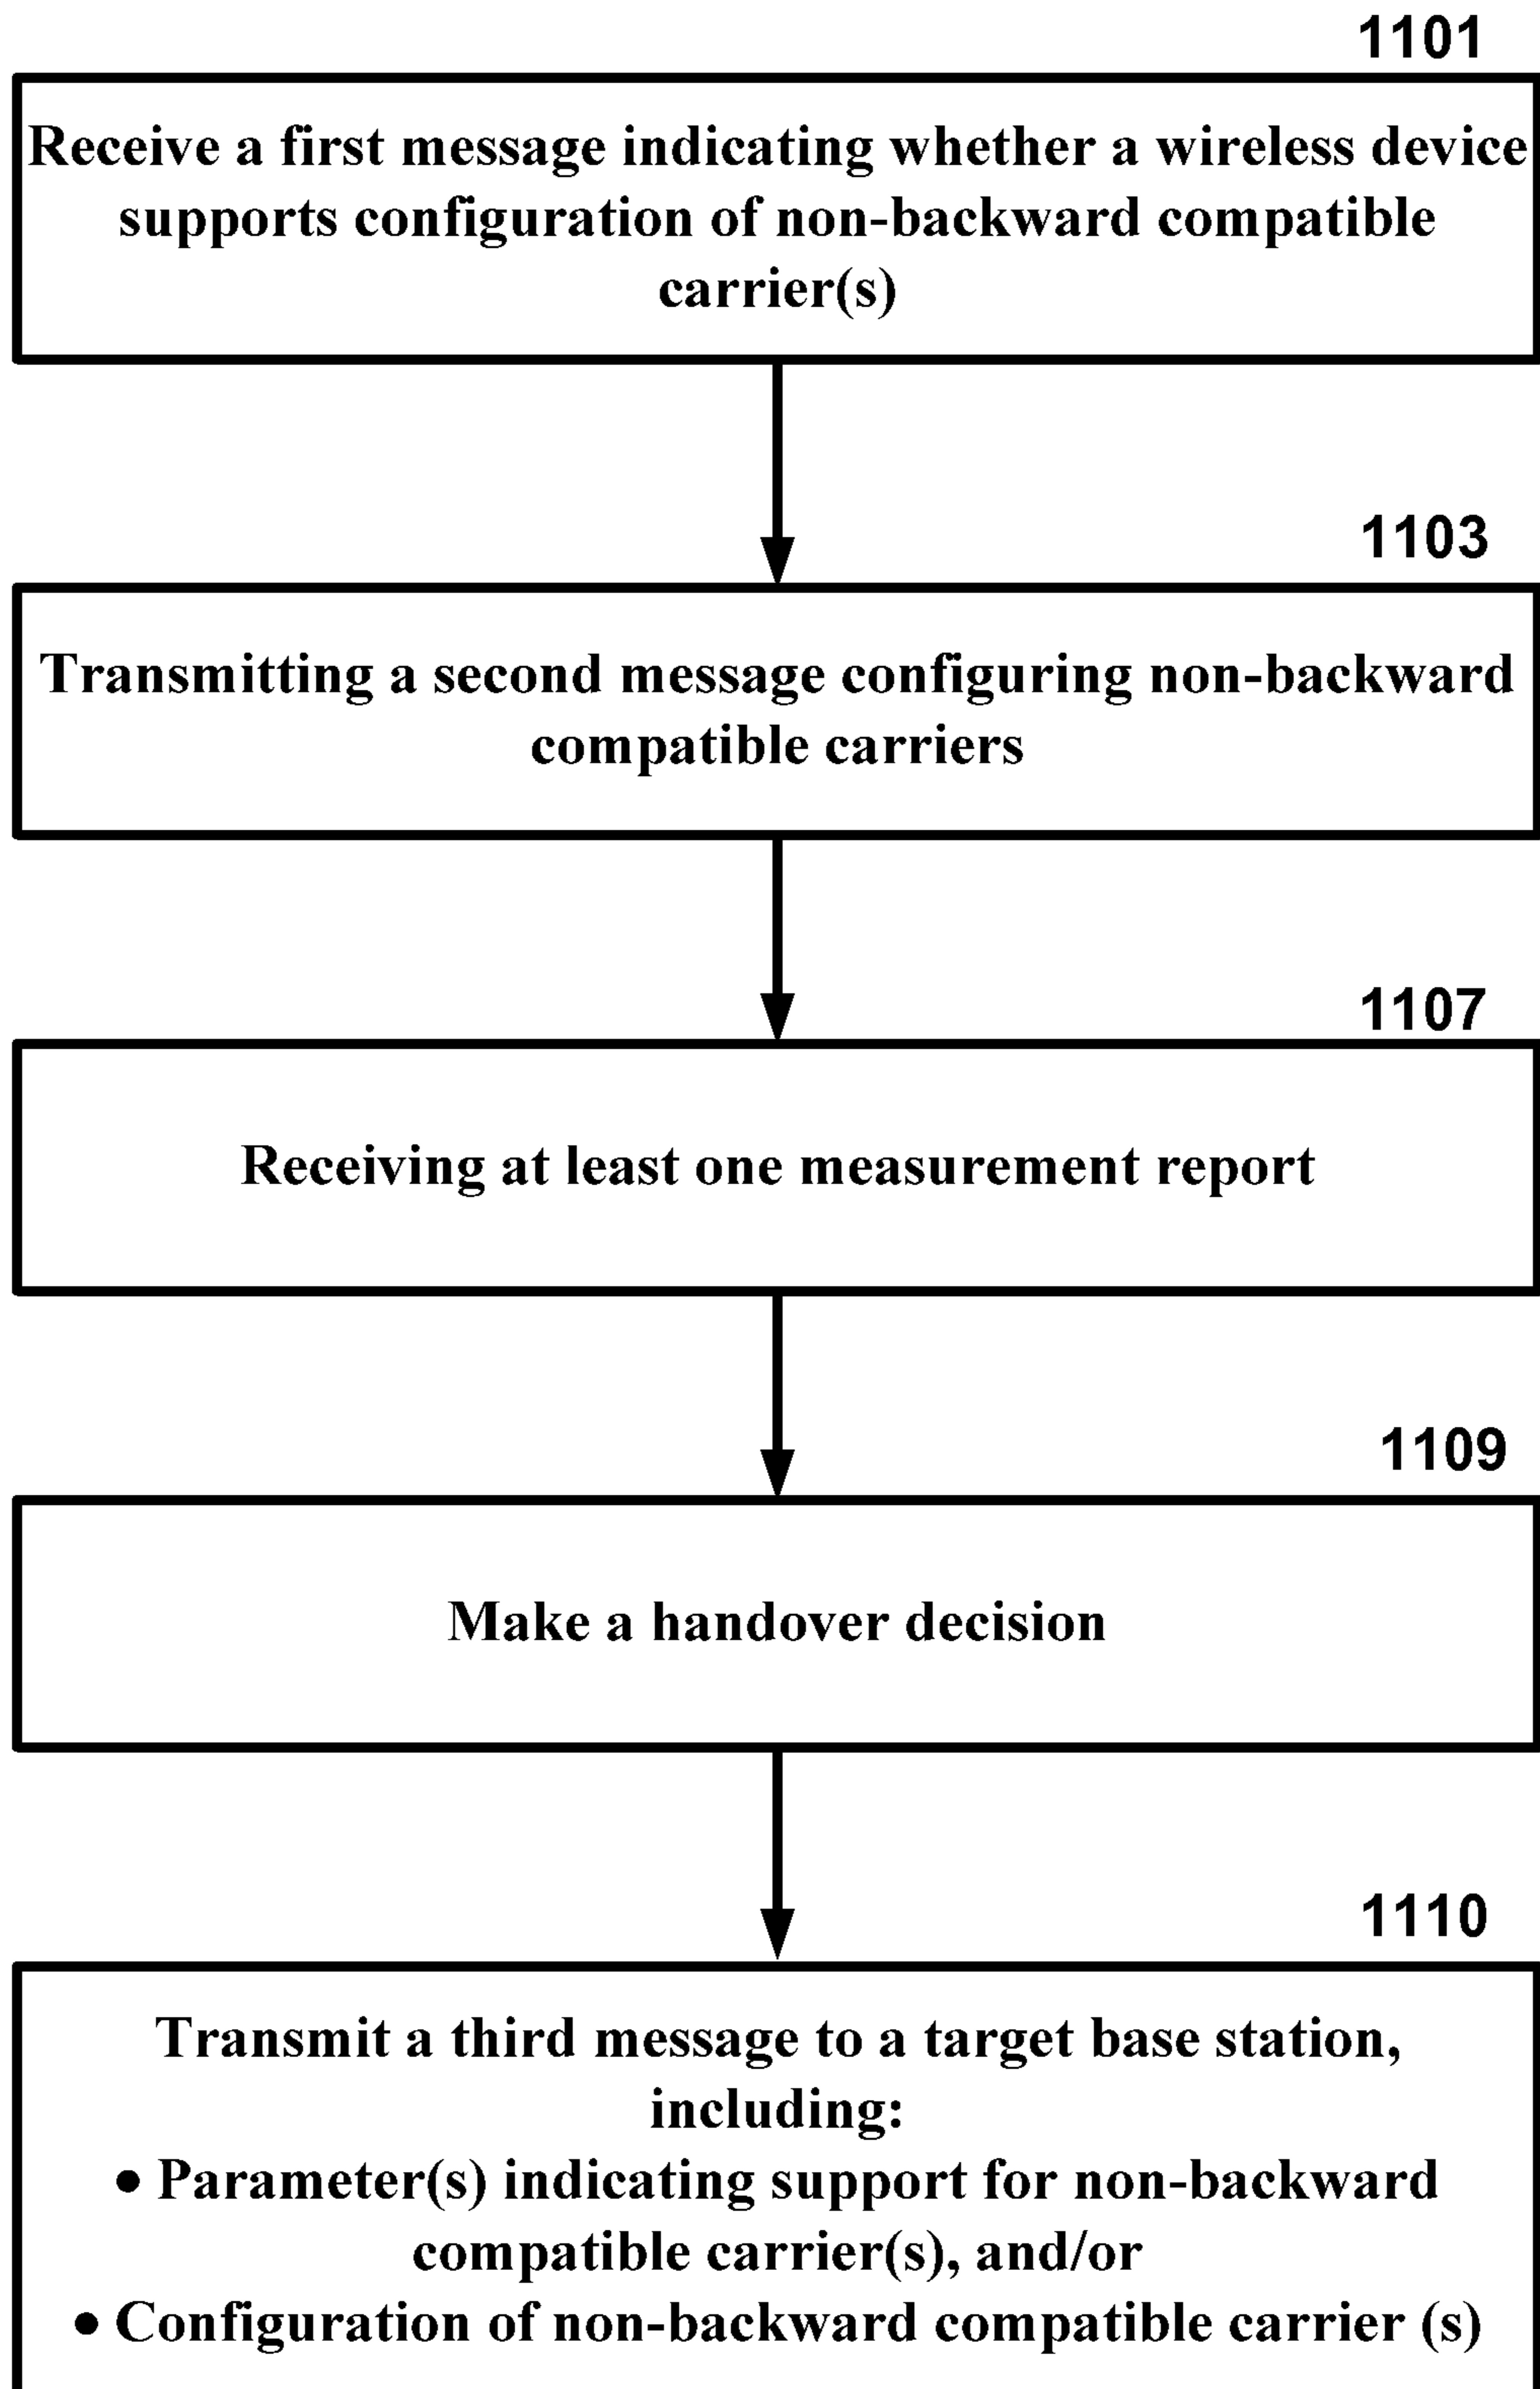 1101
Receive a first message indicating whether a wireless device
supports configuration of non-backward compatible
carrier(s)
1103
Transmitting a second message configuring non-backward
compatible carriers
1107
Receiving at least one measurement report
1109
Make a handover decision
1110
Transmit a third message to a target base station,
including:
• Parameter(s) indicating support for non-backward
compatible carrier(s), and/or
• Configuration of non-backward compatible carrier (s)